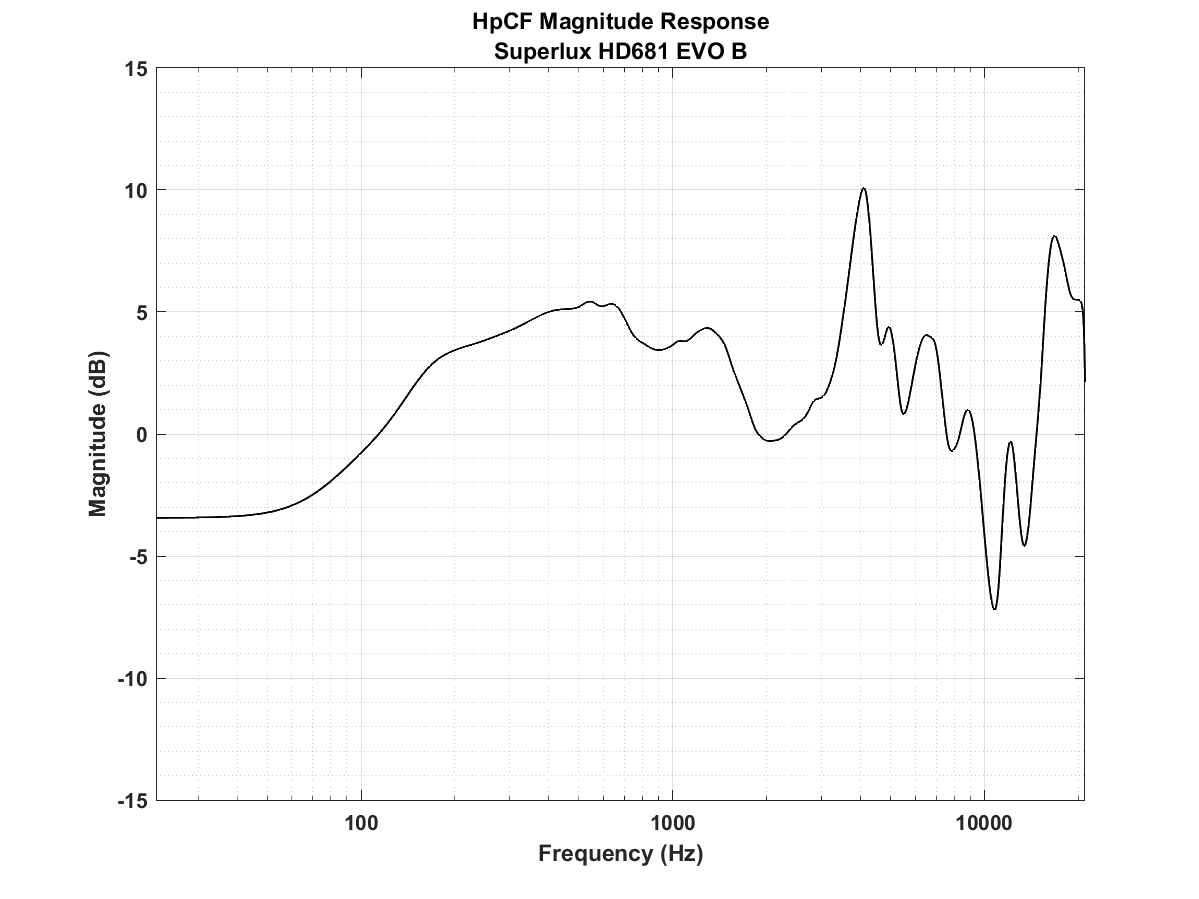 HpCF Magnitude Response
Superlux HD681 EVO B
15
10
5
0
-5
-10
-15
Magnitude (dB)
100
1000
10000
Frequency (Hz)